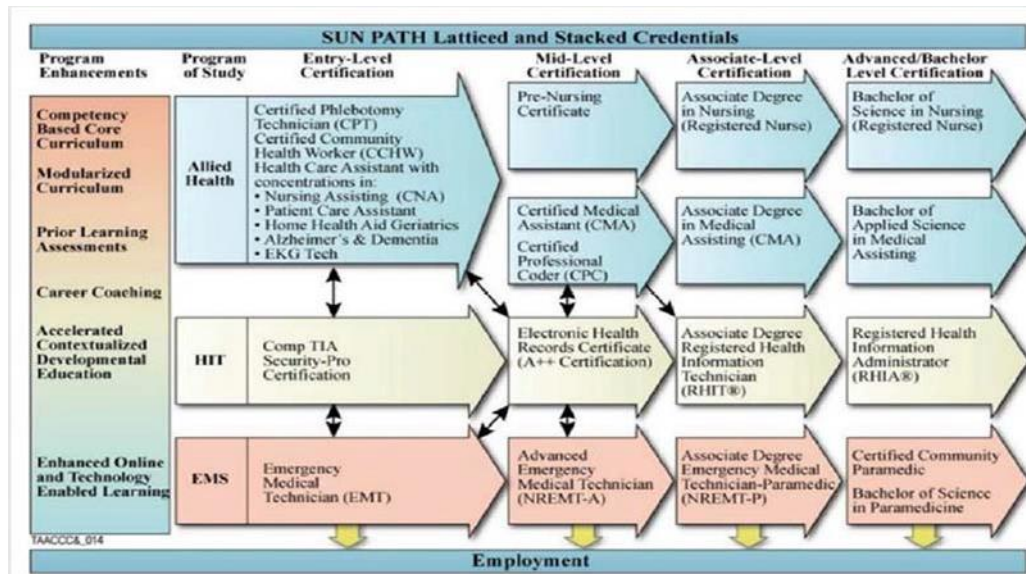 SUN PATH Latticed and Stacked Credentials
Program
Enhancements
Program
of Study
Entry-Level
Certification
Mid-Level
Certification
Associate-Level
Certification
Advanced/Bachelor
Level Certification
Competency
Based Core
Curriculum
Modularized
Curriculum
Prior Learning
Assessments
Career Coaching
Accelerated
Contextualized
Developmental
Education
Enhanced Online
and Technology
Enabled Learning
Allied
Health
Certified Phlebotomy
Technician (CPT)
Certified Community
Health Worker (CCHW)
Health Care Assistant with
concentrations in:
• Nursing Assisting (CNA)
• Patient Care Assistant
• Home Health Aid Geriatrics
• Alzheimer's & Dementia
• EKG Tech
Pre-Nursing
Certificate
Associate Degree
in Nursing
(Registered Nurse)
Bachelor of
Science in Nursing
(Registered Nurse)
Certified Medical
Assistant (CMA)
Certified
Professional
Coder (CPC)
Associate Degree
in Medical
Assisting (CMA)
Bachelor of
Applied Science
in Medical
Assisting
HIT
Comp TIA
Security-Pro
Certification
Electronic Health
Records Certificate
(A++ Certification)
Associate Degree
Registered Health
Information
Technician
(RHIT®)
Registered Health
Information
Administrator
(RHIA®)
EMS
Emergency
Medical
Technician (EMT)
Advanced
Emergency
Medical Technician
(NREMT-A)
Associate Degree
Emergency Medical
Technician-Paramedic
(NREMT-P)
Certified Community
Paramedic
Bachelor of Science
in Paramedicine
TAACCC&_014
Employment